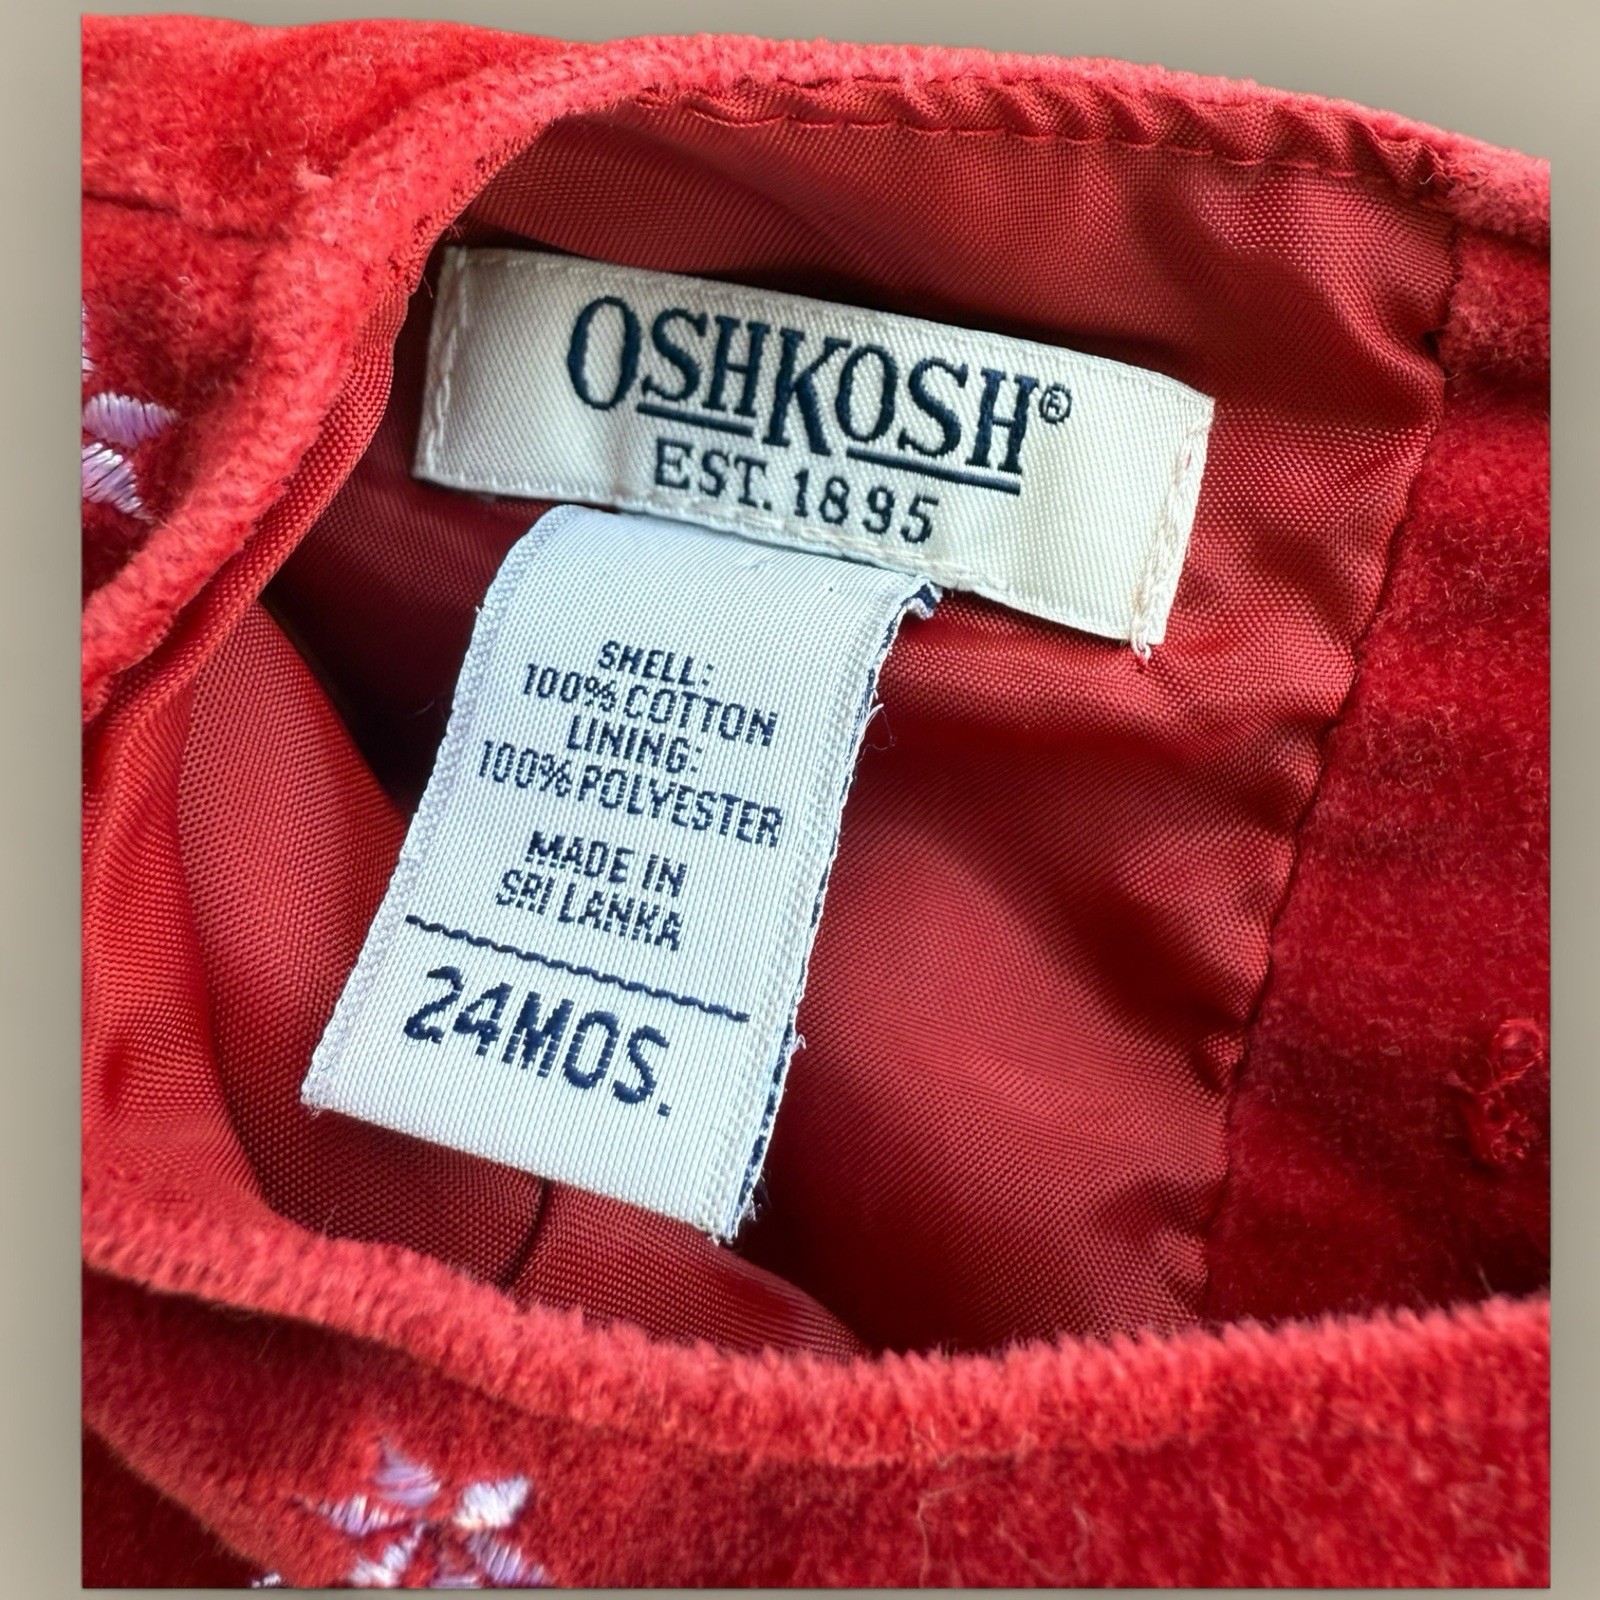 OSHKOSH®
EST. 1895
SHELL:
100% COTTON
LINING:
100% POLYESTER
MADE IN
SRI LANKA
24MOS.